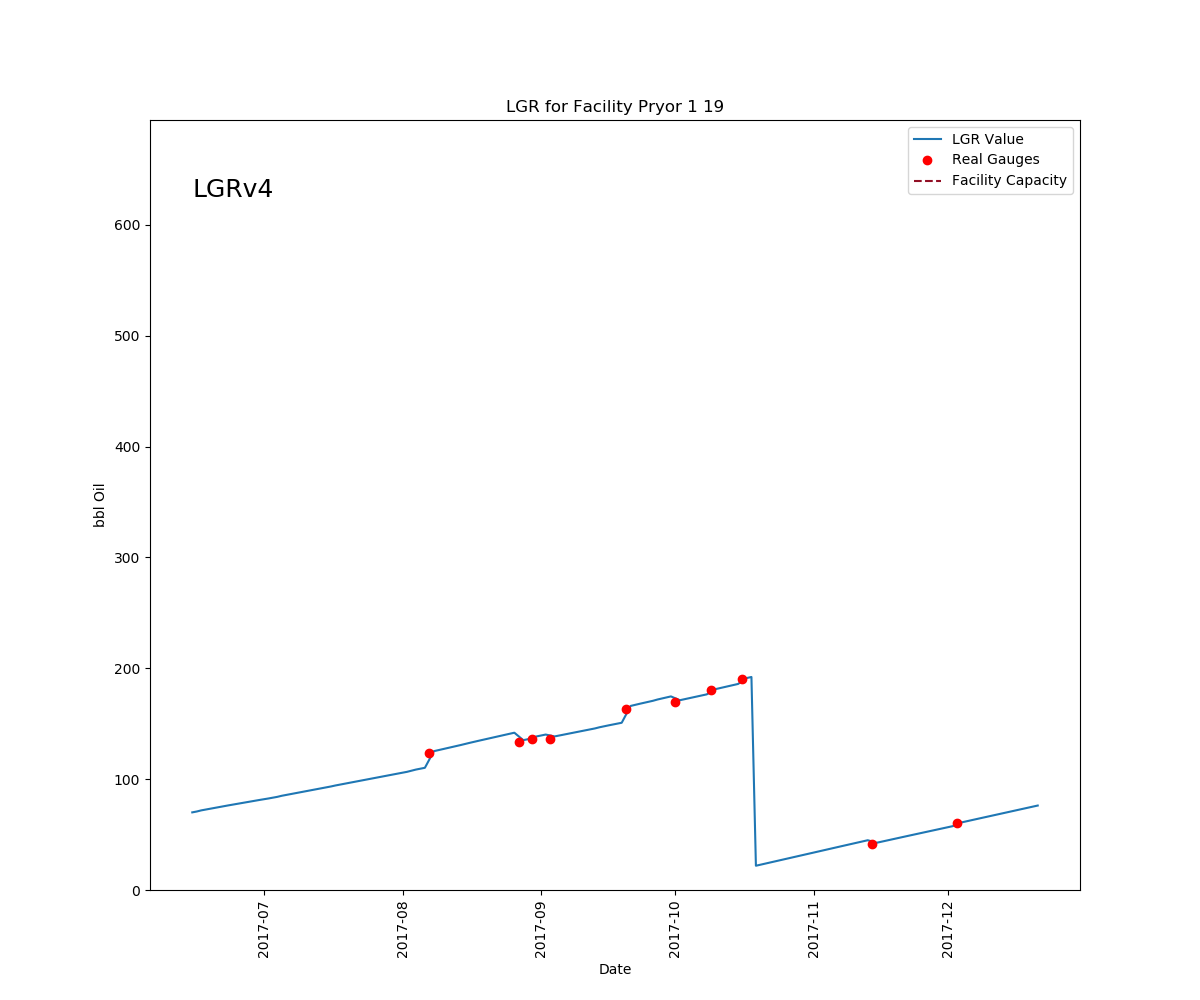 LGR for Facility Pryor 1 19
LGRv4
LGR Value
Real Gauges
Facility Capacity
600
500
400
300
200
100
0
bbl Oil
2017-07
2017-08
2017-09
2017-10
2017-11
2017-12
Date